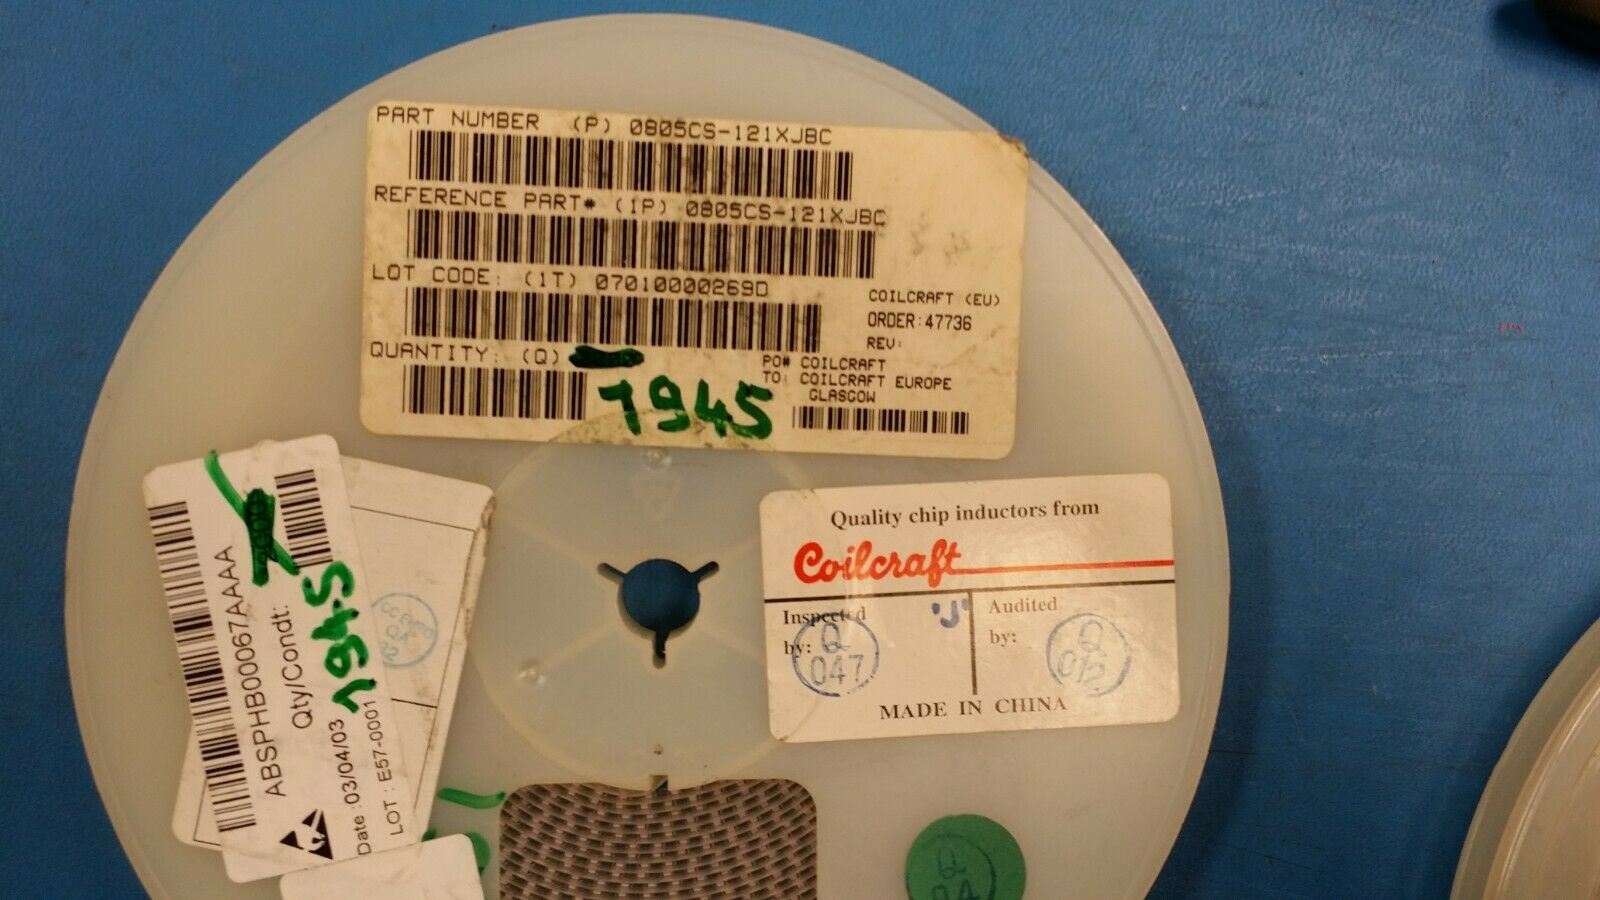 PART NUMBER (P) 0805CS-121XJBC
REFERENCE PART# (1P) 0805CS-121XJBC
LOT CODE: (1T) 07010000269D
COILCRAFT (EU)
ORDER:47736
REV:
QUANTITY: (Q)
7945
PO# COILCRAFT
TO: COILCRAFT EUROPE
GLASGOW
Quality chip inductors from
Coilcraft
Inspected
by:
"J"
Q
047
Audited
by:
Q
012
MADE IN CHINA
ABSPHB00067AAAA
Qty/Condt:
7945
Date :03/04/03
LOT : E57-0001
Q